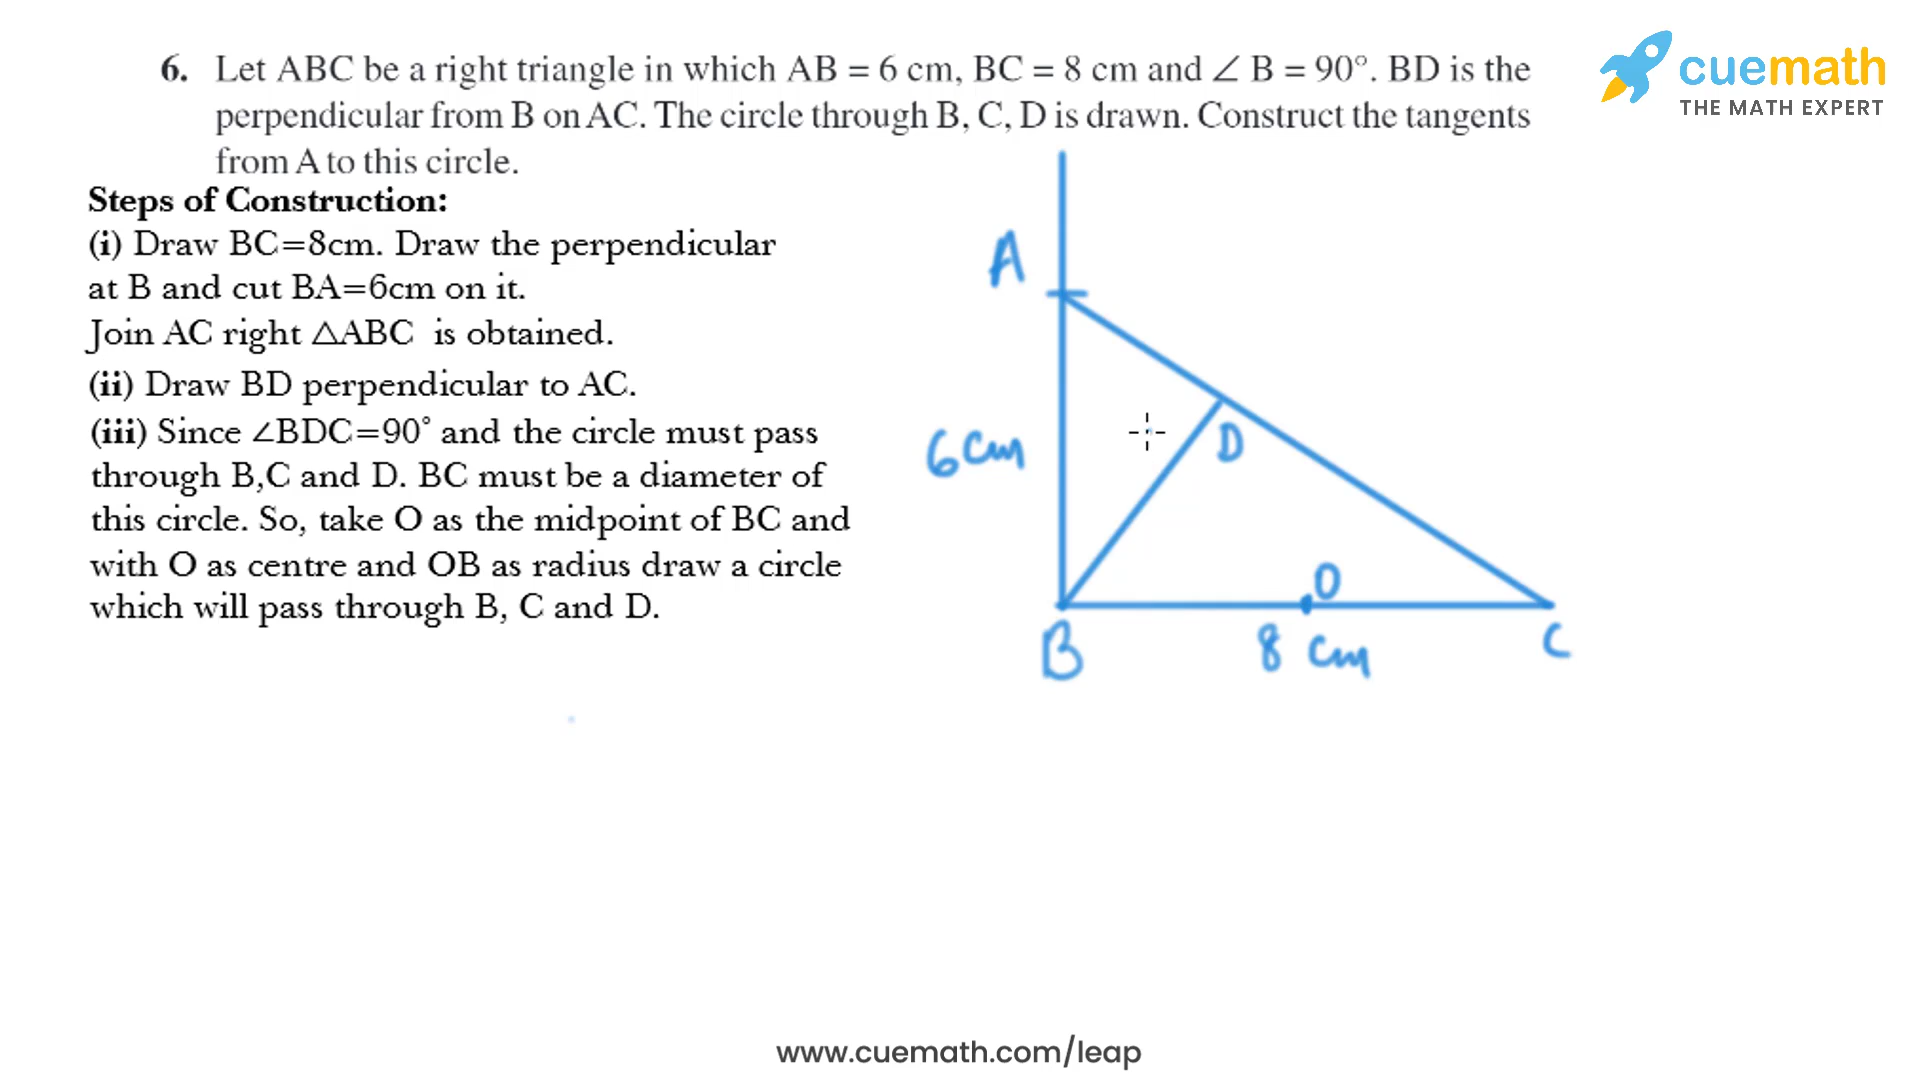 6. Let ABC be a right triangle in which AB = 6 cm, BC = 8 cm and ∠ B = 90°. BD is the
perpendicular from B on AC. The circle through B, C, D is drawn. Construct the tangents
from A to this circle.
cuemath
THE MATH EXPERT
Steps of Construction:
(i) Draw BC=8cm. Draw the perpendicular
at B and cut BA=6cm on it.
Join AC right △ABC is obtained.
(ii) Draw BD perpendicular to AC.
(iii) Since ∠BDC=90° and the circle must pass
through B,C and D. BC must be a diameter of
this circle. So, take O as the midpoint of BC and
with O as centre and OB as radius draw a circle
which will pass through B, C and D.
A
D
6cm
O
B
8 cm
C
www.cuemath.com/leap